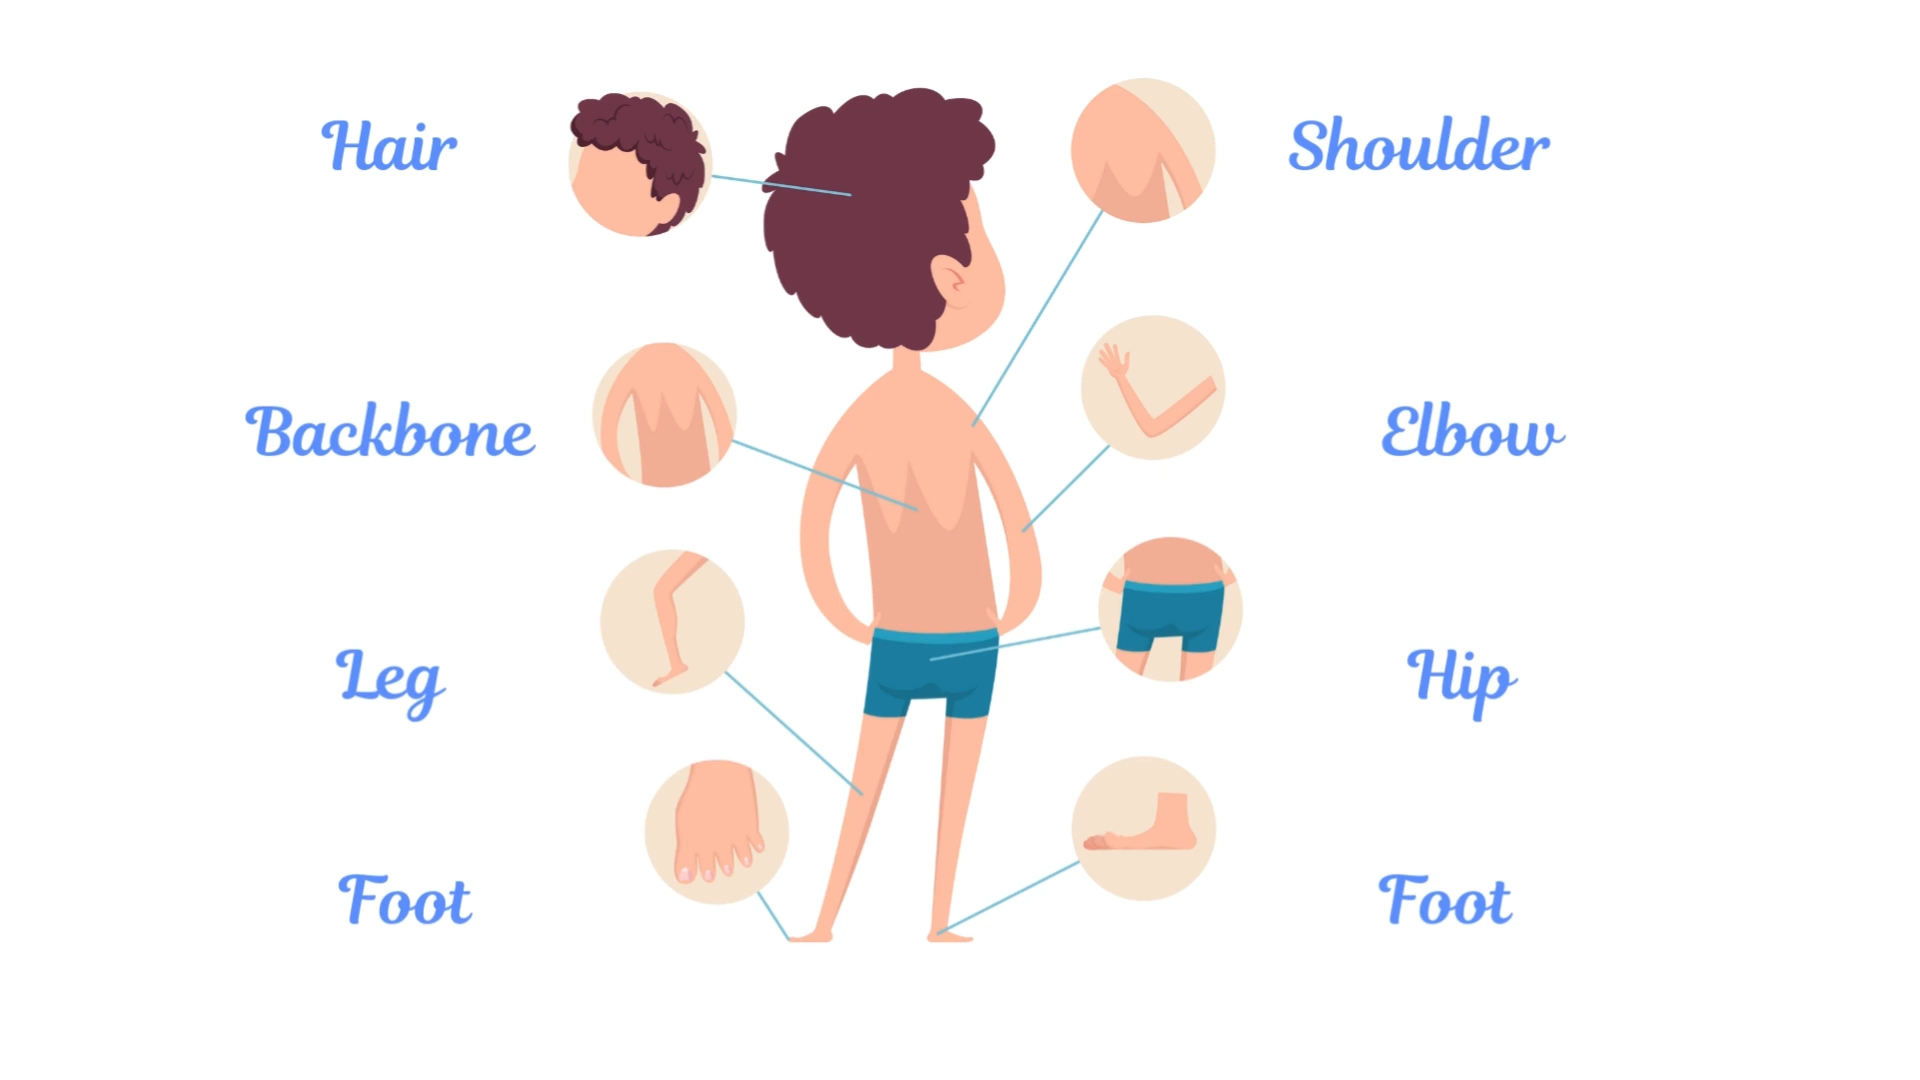 Hair
Shoulder
Backbone
Elbow
Leg
Hip
Foot
Foot